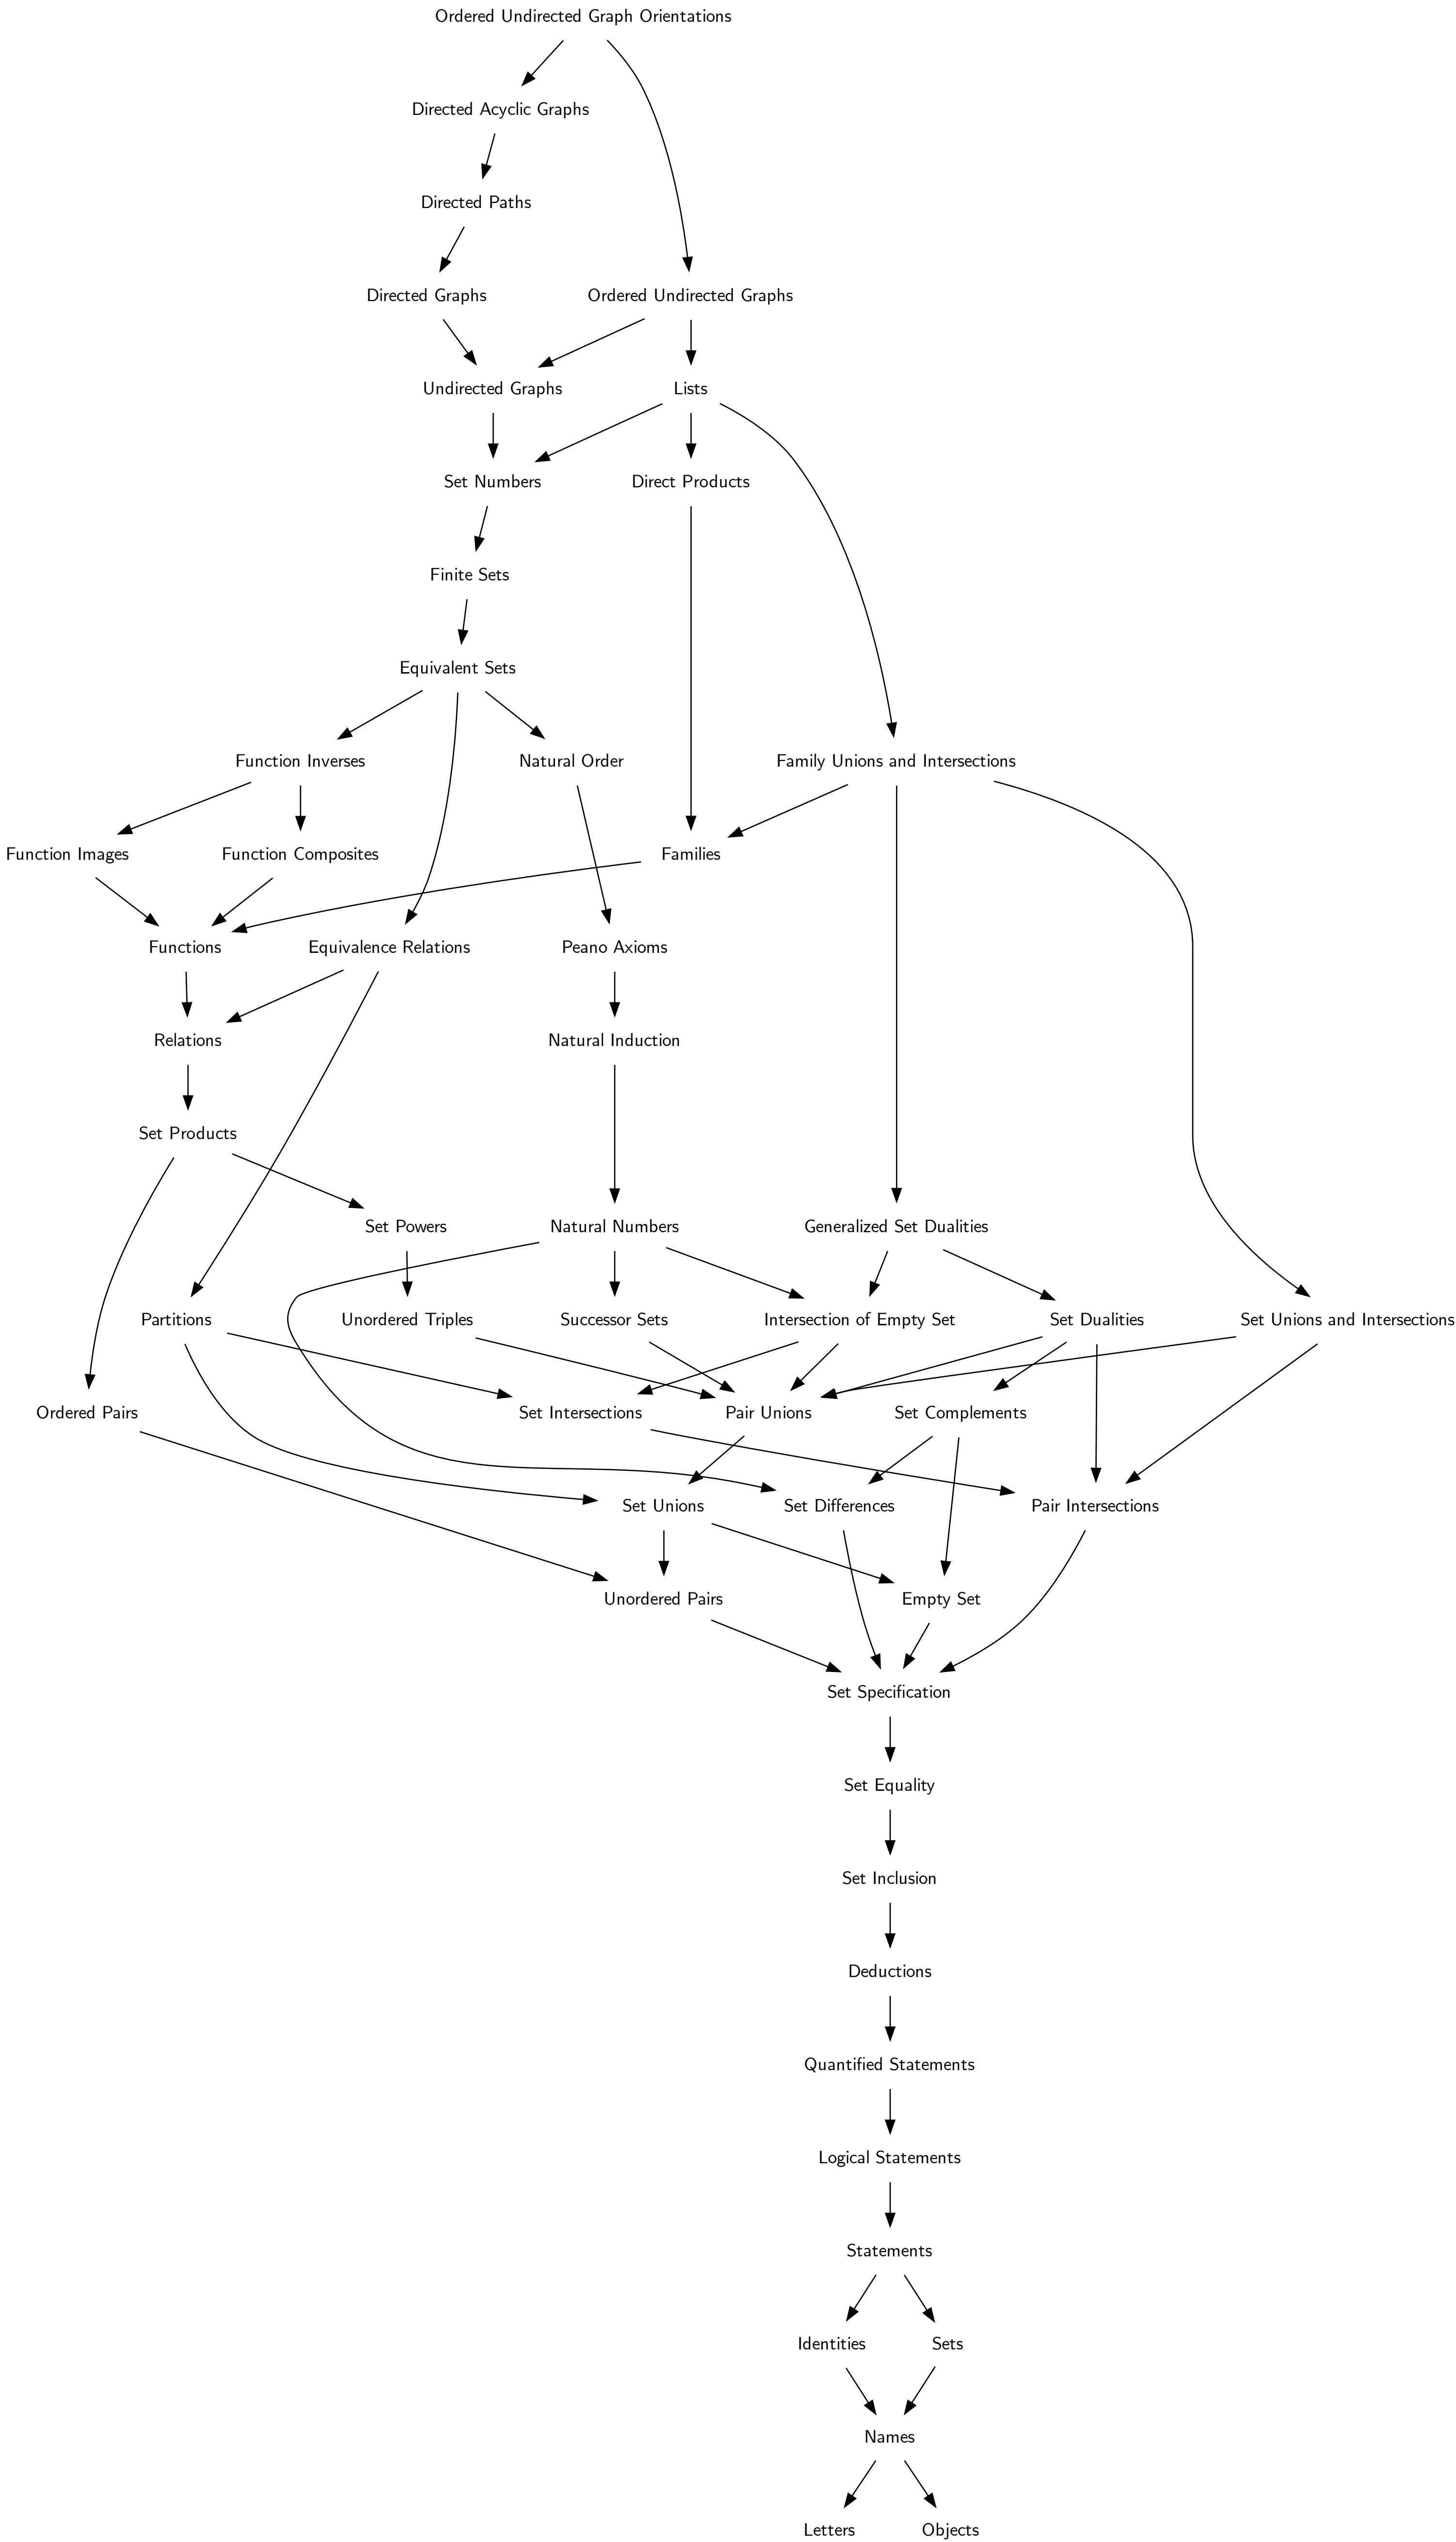 Ordered Undirected Graph Orientations
Directed Acyclic Graphs
Directed Paths
Directed Graphs
Ordered Undirected Graphs
Undirected Graphs
Lists
Set Numbers
Direct Products
Finite Sets
Equivalent Sets
Function Inverses
Natural Order
Family Unions and Intersections
Function Images
Function Composites
Families
Functions
Equivalence Relations
Peano Axioms
Relations
Natural Induction
Set Products
Set Powers
Natural Numbers
Generalized Set Dualities
Partitions
Unordered Triples
Successor Sets
Intersection of Empty Set
Set Dualities
Set Unions and Intersections
Ordered Pairs
Set Intersections
Pair Unions
Set Complements
Set Unions
Set Differences
Pair Intersections
Unordered Pairs
Empty Set
Set Specification
Set Equality
Set Inclusion
Deductions
Quantified Statements
Logical Statements
Statements
Identities
Sets
Names
Letters
Objects